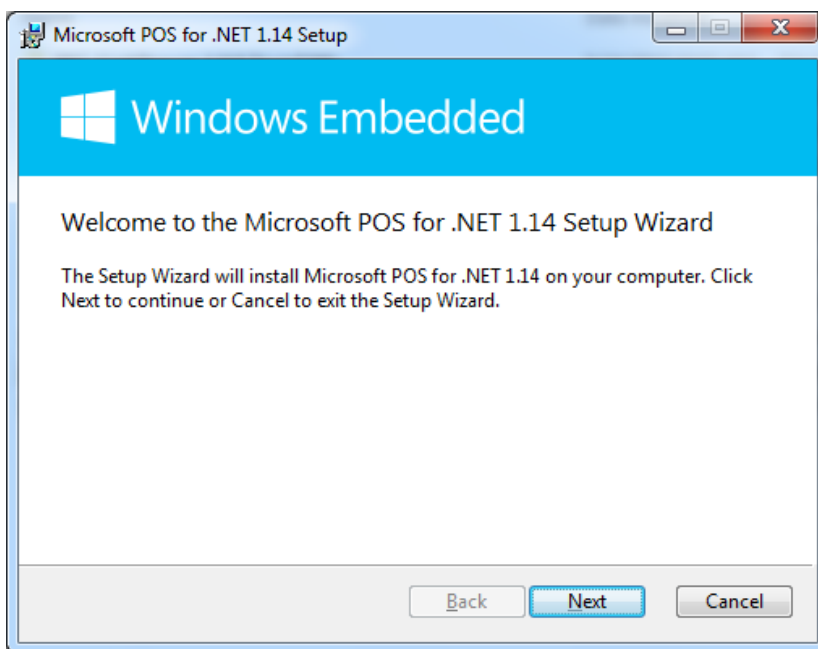 Microsoft POS for .NET 1.14 Setup
Windows Embedded
Welcome to the Microsoft POS for .NET 1.14 Setup Wizard
The Setup Wizard will install Microsoft POS for .NET 1.14 on your computer. Click
Next to continue or Cancel to exit the Setup Wizard.
Back Next Cancel